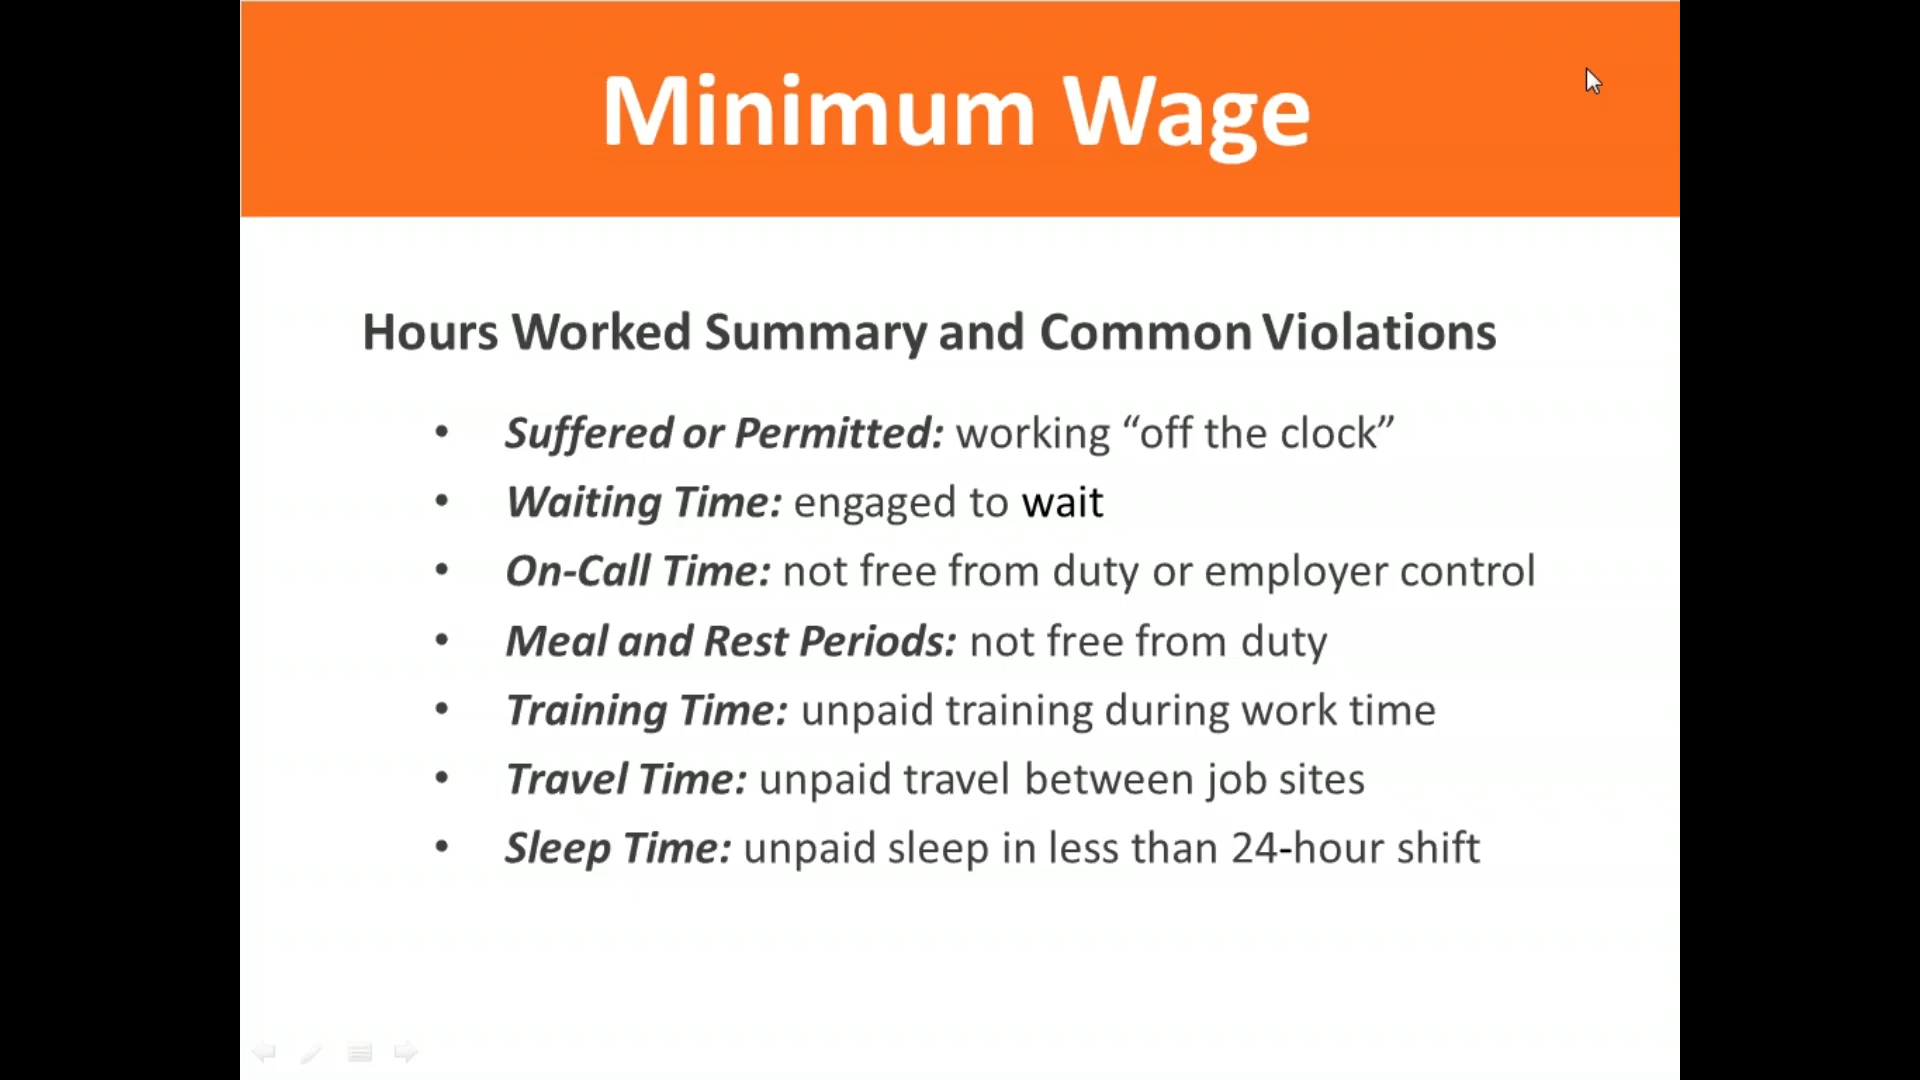 Minimum Wage
Hours Worked Summary and Common Violations
• Suffered or Permitted: working “off the clock”
• Waiting Time: engaged to wait
• On-Call Time: not free from duty or employer control
• Meal and Rest Periods: not free from duty
• Training Time: unpaid training during work time
• Travel Time: unpaid travel between job sites
• Sleep Time: unpaid sleep in less than 24-hour shift